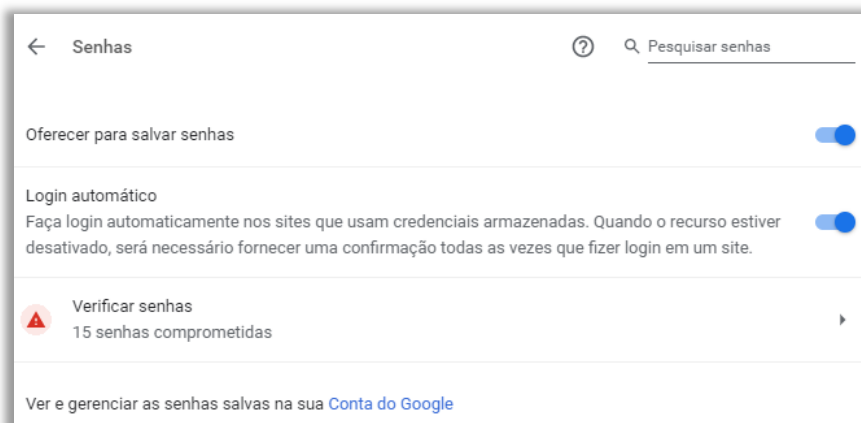 Senhas
Pesquisar senhas
Oferecer para salvar senhas
Login automático
Faça login automaticamente nos sites que usam credenciais armazenadas. Quando o recurso estiver
desativado, será necessário fornecer uma confirmação todas as vezes que fizer login em um site.
Verificar senhas
15 senhas comprometidas
Ver e gerenciar as senhas salvas na sua Conta do Google